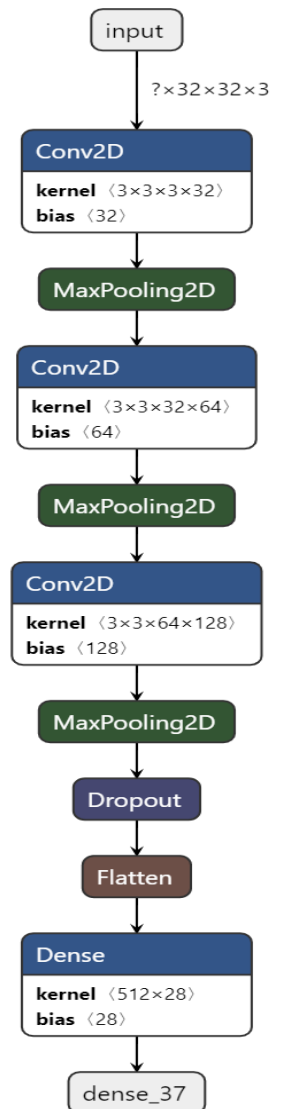 input
?×32×32×3
Conv2D
kernel 〈3×3×3×32〉
bias 〈32〉
MaxPooling2D
Conv2D
kernel 〈3×3×32×64〉
bias 〈64〉
MaxPooling2D
Conv2D
kernel 〈3×3×64×128〉
bias 〈128〉
MaxPooling2D
Dropout
Flatten
Dense
kernel 〈512×28〉
bias 〈28〉
dense_37